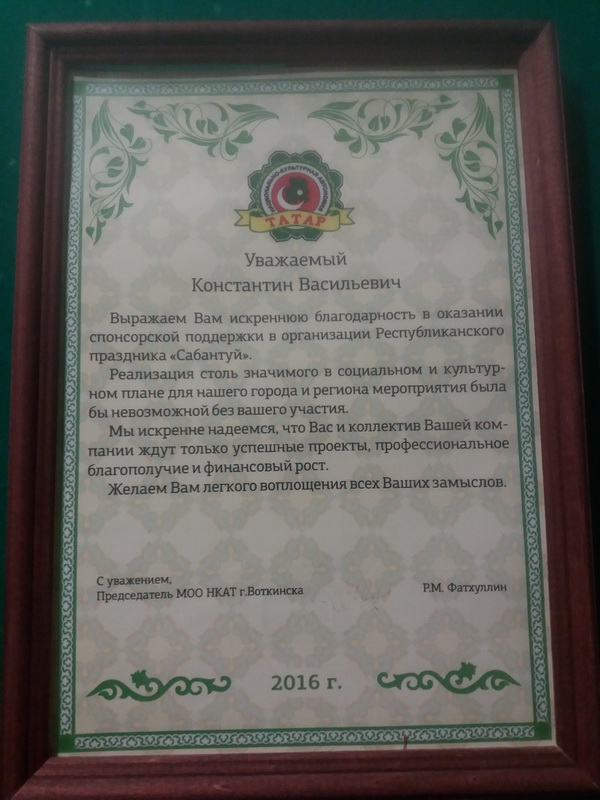 НАЦИОНАЛЬНО-КУЛЬТУРНАЯ АВТОНОМИЯ
ТАТАР
Уважаемый
Константин Васильевич
Выражаем Вам искреннюю благодарность в оказании
спонсорской поддержки в организации Республиканского
праздника «Сабантуй».
Реализация столь значимого в социальном и культур-
ном плане для нашего города и региона мероприятия была
бы невозможной без вашего участия.
Мы искренне надеемся, что Вас и коллектив Вашей ком-
пании ждут только успешные проекты, профессиональное
благополучие и финансовый рост.
Желаем Вам легкого воплощения всех Ваших замыслов.
С уважением,
Председатель МОО НКАТ г.Воткинска Р.М. Фатхуллин
2016 г.